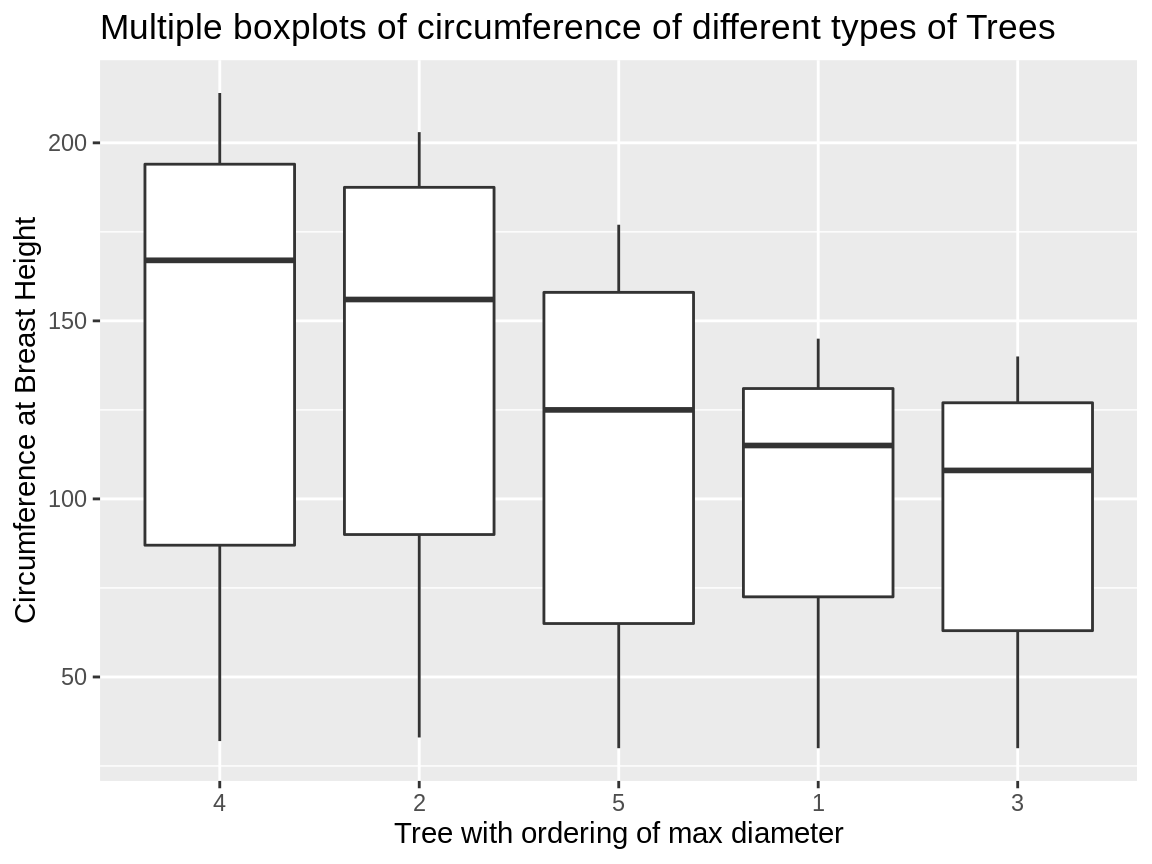 Multiple boxplots of circumference of different types of Trees
Circumference at Breast Height
200
150
100
50
4 2 5 1 3
Tree with ordering of max diameter